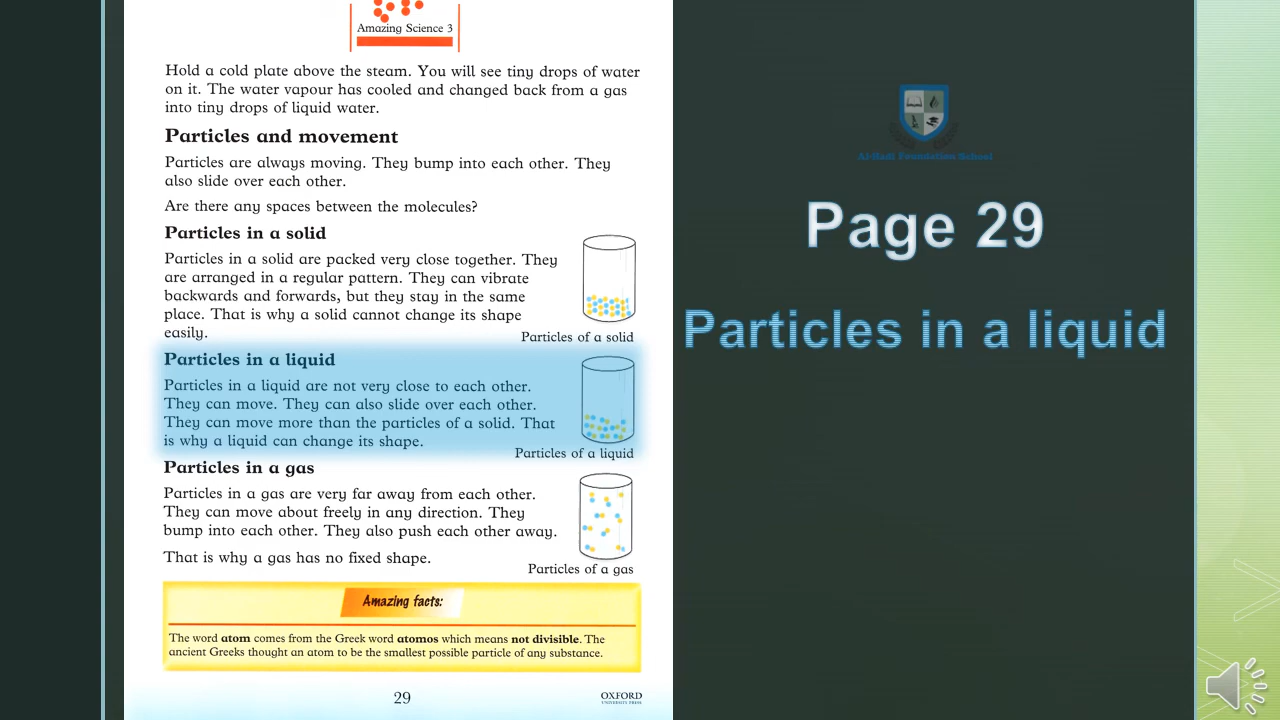 Amazing Science 3
Hold a cold plate above the steam. You will see tiny drops of water
on it. The water vapour has cooled and changed back from a gas
into tiny drops of liquid water.
Particles and movement
Particles are always moving. They bump into each other. They
also slide over each other.
Are there any spaces between the molecules?
Particles in a solid
Particles in a solid are packed very close together. They
are arranged in a regular pattern. They can vibrate
backwards and forwards, but they stay in the same
place. That is why a solid cannot change its shape
easily.
Particles of a solid
Particles in a liquid
Particles in a liquid are not very close to each other.
They can move. They can also slide over each other.
They can move more than the particles of a solid. That
is why a liquid can change its shape.
Particles of a liquid
Particles in a gas
Particles in a gas are very far away from each other.
They can move about freely in any direction. They
bump into each other. They also push each other away.
That is why a gas has no fixed shape.
Particles of a gas
Amazing facts:
The word atom comes from the Greek word atomos which means not divisible. The
ancient Greeks thought an atom to be the smallest possible particle of any substance.
29
OXFORD
UNIVERSITY PRESS
Al-Hadi Foundation School
Page 29
Particles in a liquid